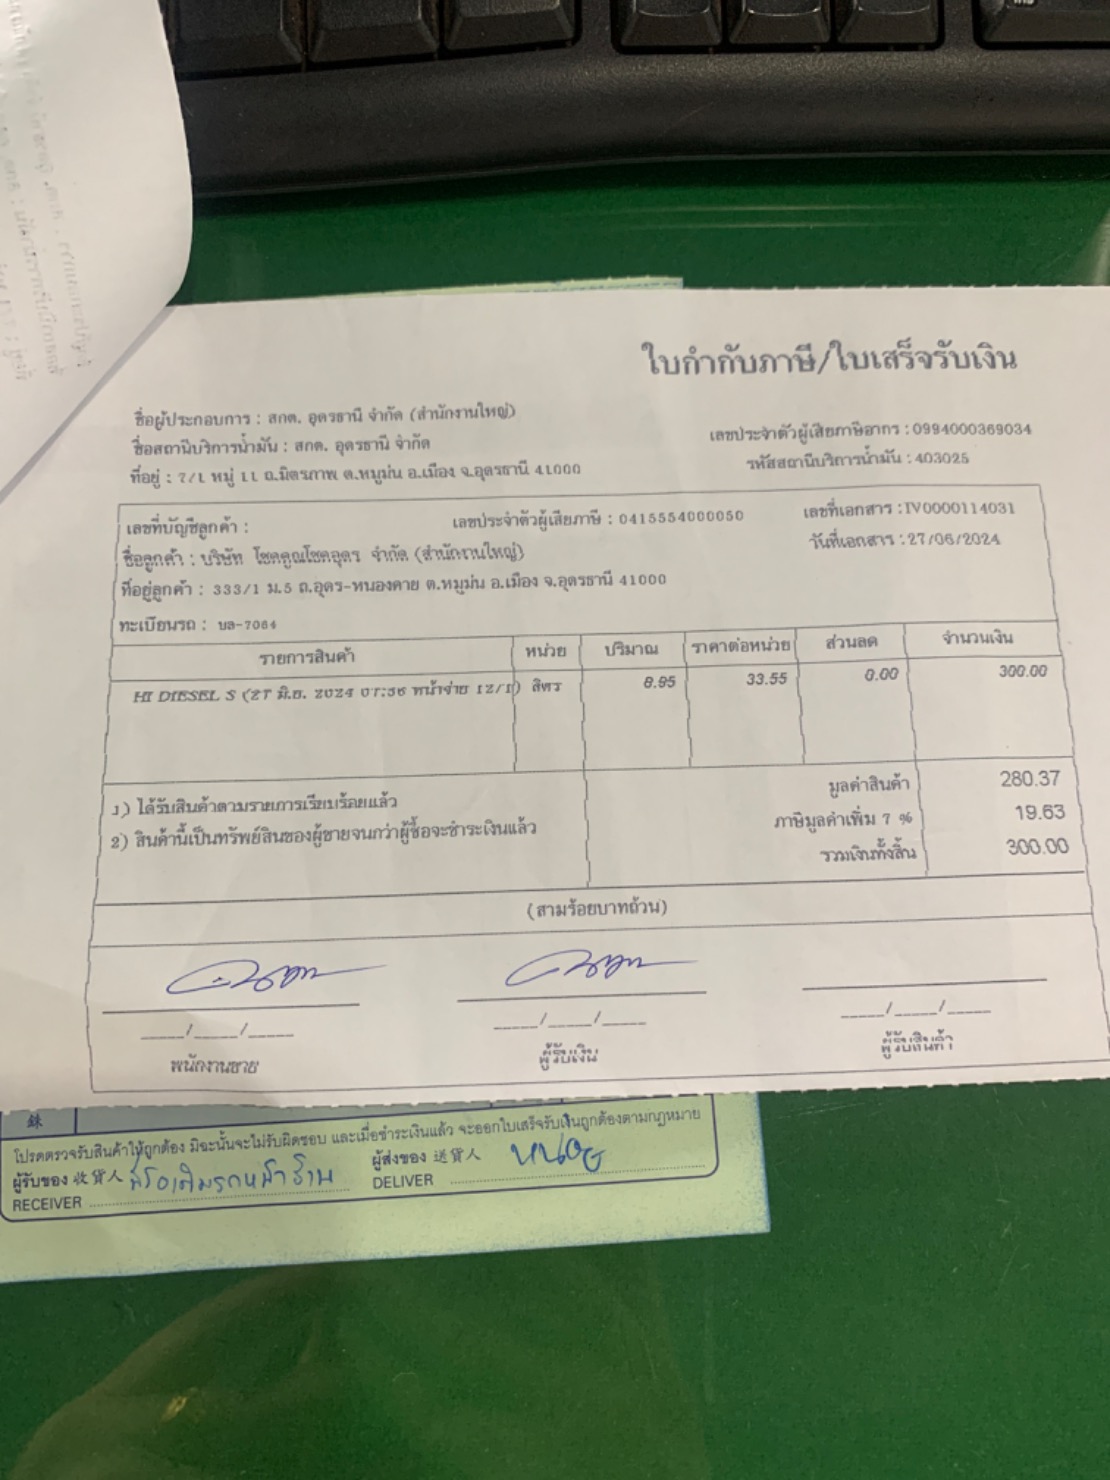 ใบกำกับภาษี/ใบเสร็จรับเงิน
ชื่อผู้ประกอบการ : สกต. อุดรธานี จำกัด (สำนักงานใหญ่)
เลขประจำตัวผู้เสียภาษีอากร : 0994000369034
ชื่อสถานีบริการน้ำมัน : สกต. อุดรธานี จำกัด
รหัสสถานีบริการน้ำมัน : 403025
ที่อยู่ : 7/1 หมู่ 11 ถ.มิตรภาพ ต.หมูม่น อ.เมือง จ.อุดรธานี 41000
เลขที่บัญชีลูกค้า : เลขประจำตัวผู้เสียภาษี : 0415554000050 เลขที่เอกสาร : IV0000114031
ชื่อลูกค้า : บริษัท โชคคูณโชคอุดร จำกัด (สำนักงานใหญ่) วันที่เอกสาร : 27/06/2024
ที่อยู่ลูกค้า : 333/1 ม.5 ถ.อุดร-หนองคาย ต.หมูม่น อ.เมือง จ.อุดรธานี 41000
ทะเบียนรถ : บล-7064
รายการสินค้า หน่วย ปริมาณ ราคาต่อหน่วย ส่วนลด จำนวนเงิน
HI DIESEL S (27 มิ.ย. 2024 07:56 หน้าจ่าย 12/1) ลิตร 8.95 33.55 0.00 300.00
มูลค่าสินค้า 280.37
1) ได้รับสินค้าตามรายการเรียบร้อยแล้ว
ภาษีมูลค่าเพิ่ม 7 % 19.63
2) สินค้านี้เป็นทรัพย์สินของผู้ขายจนกว่าผู้ซื้อจะชำระเงินแล้ว
รวมเงินทั้งสิ้น 300.00
(สามร้อยบาทถ้วน)
____/____/____ ____/____/____ ____/____/____
พนักงานขาย ผู้รับเงิน ผู้รับสินค้า
銖
โปรดตรวจรับสินค้าให้ถูกต้อง มิฉะนั้นจะไม่รับผิดชอบ และเมื่อชำระเงินแล้ว จะออกใบเสร็จรับเงินถูกต้องตามกฎหมาย
ผู้รับของ 收貨人 ผู้ส่งของ 送貨人 หน่อย
RECEIVER DELIVER